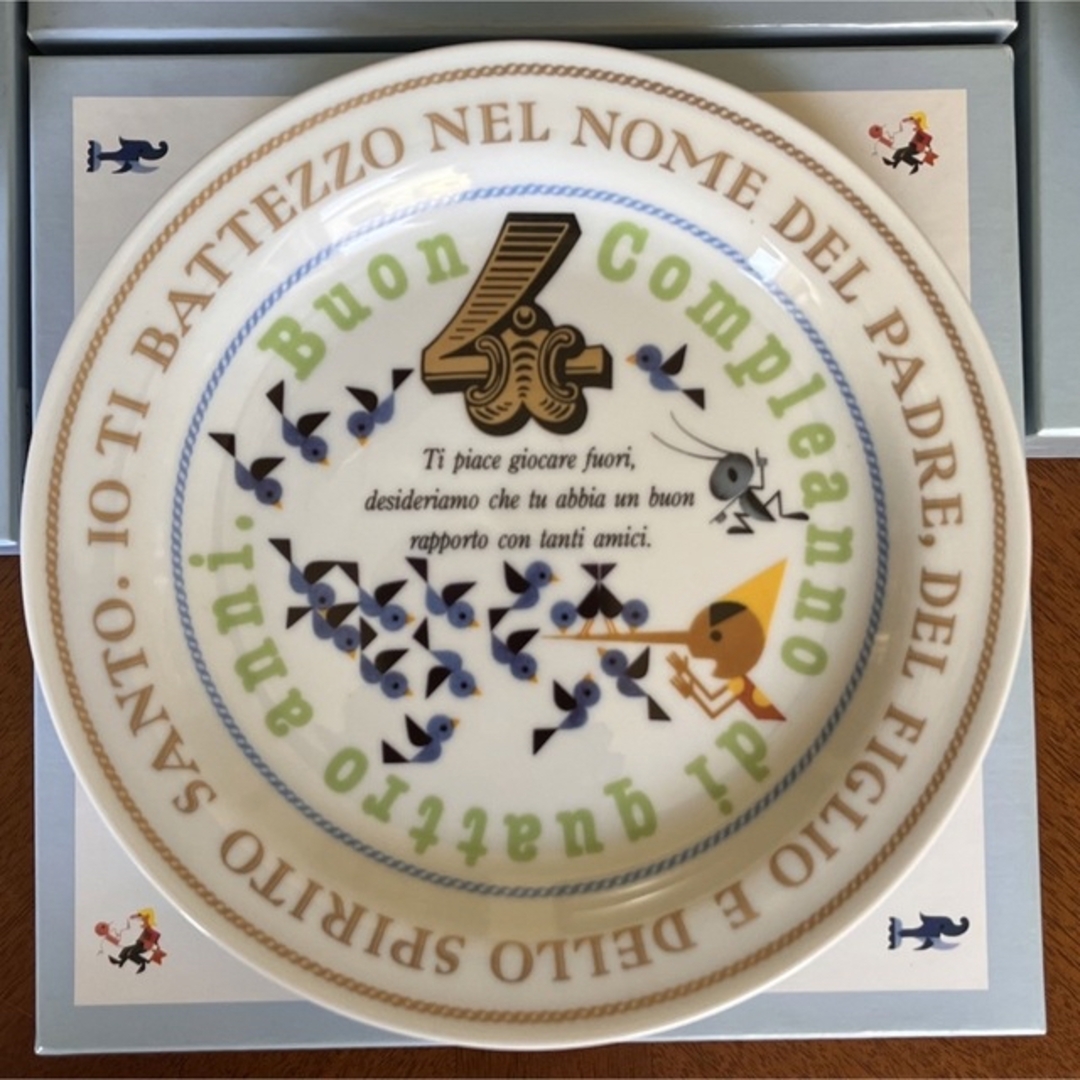 IO TI BATTEZZO NEL NOME DEL PADRE, DEL FIGLIO E DELLO SPIRITO SANTO.
Buon 4 Compleanno di quattro anni.
Ti piace giocare fuori,
desideriamo che tu abbia un buon
rapporto con tanti amici.